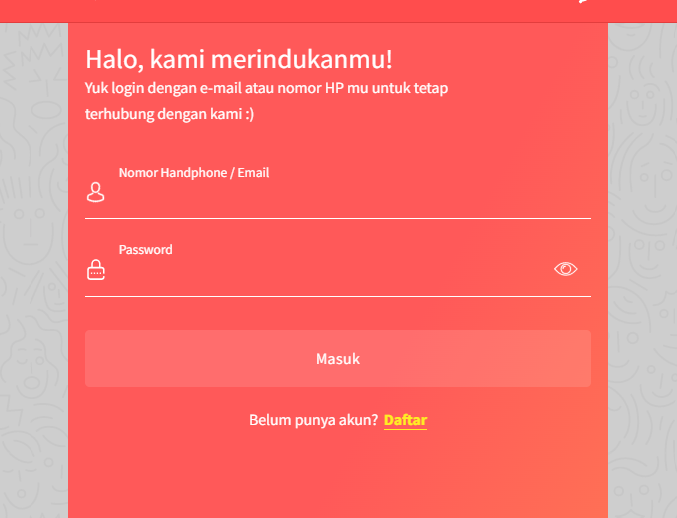 Halo, kami merindukanmu!
Yuk login dengan e-mail atau nomor HP mu untuk tetap
terhubung dengan kami :)
Nomor Handphone / Email
Password
Masuk
Belum punya akun? Daftar